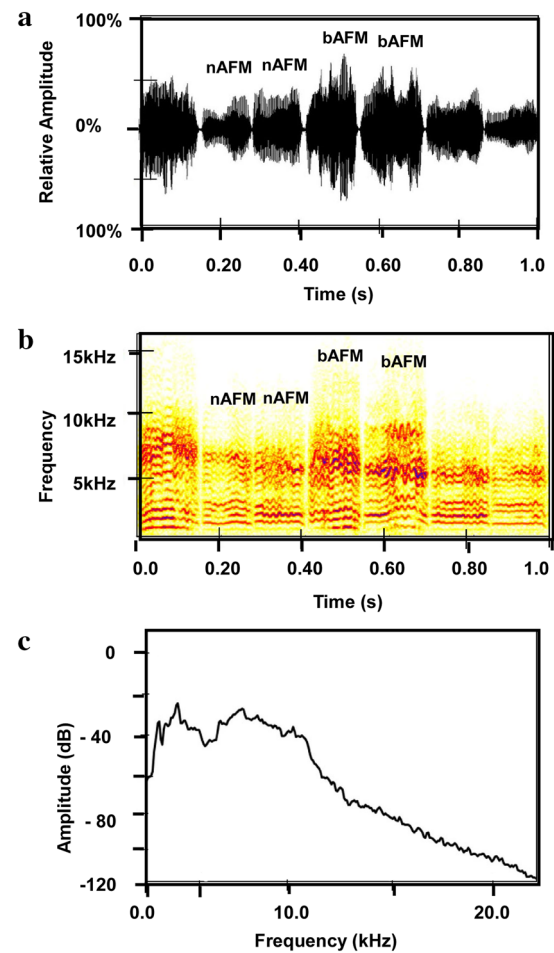 a
100%
bAFM bAFM
nAFM nAFM
Relative Amplitude
0%
100%
0.0 0.20 0.40 0.60 0.80 1.0
Time (s)
b
15kHz
bAFM bAFM
nAFM nAFM
10kHz
Frequency
5kHz
0.0 0.20 0.40 0.60 0.80 1.0
Time (s)
c
0
Amplitude (dB)
- 40
- 80
-120
0.0 10.0 20.0
Frequency (kHz)